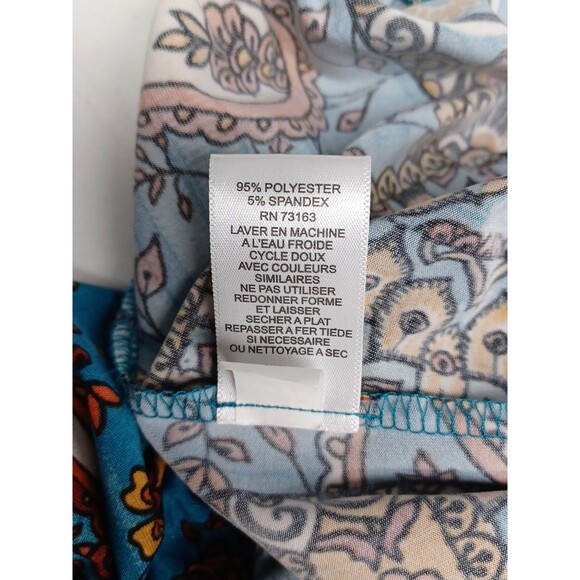 95% POLYESTER
5% SPANDEX
RN 73163
LAVER EN MACHINE
A L'EAU FROIDE
CYCLE DOUX
AVEC COULEURS
SIMILAIRES
NE PAS UTILISER
REDONNER FORME
ET LAISSER
SECHER A PLAT
REPASSER A FER TIEDE
SI NECESSAIRE
OU NETTOYAGE A SEC